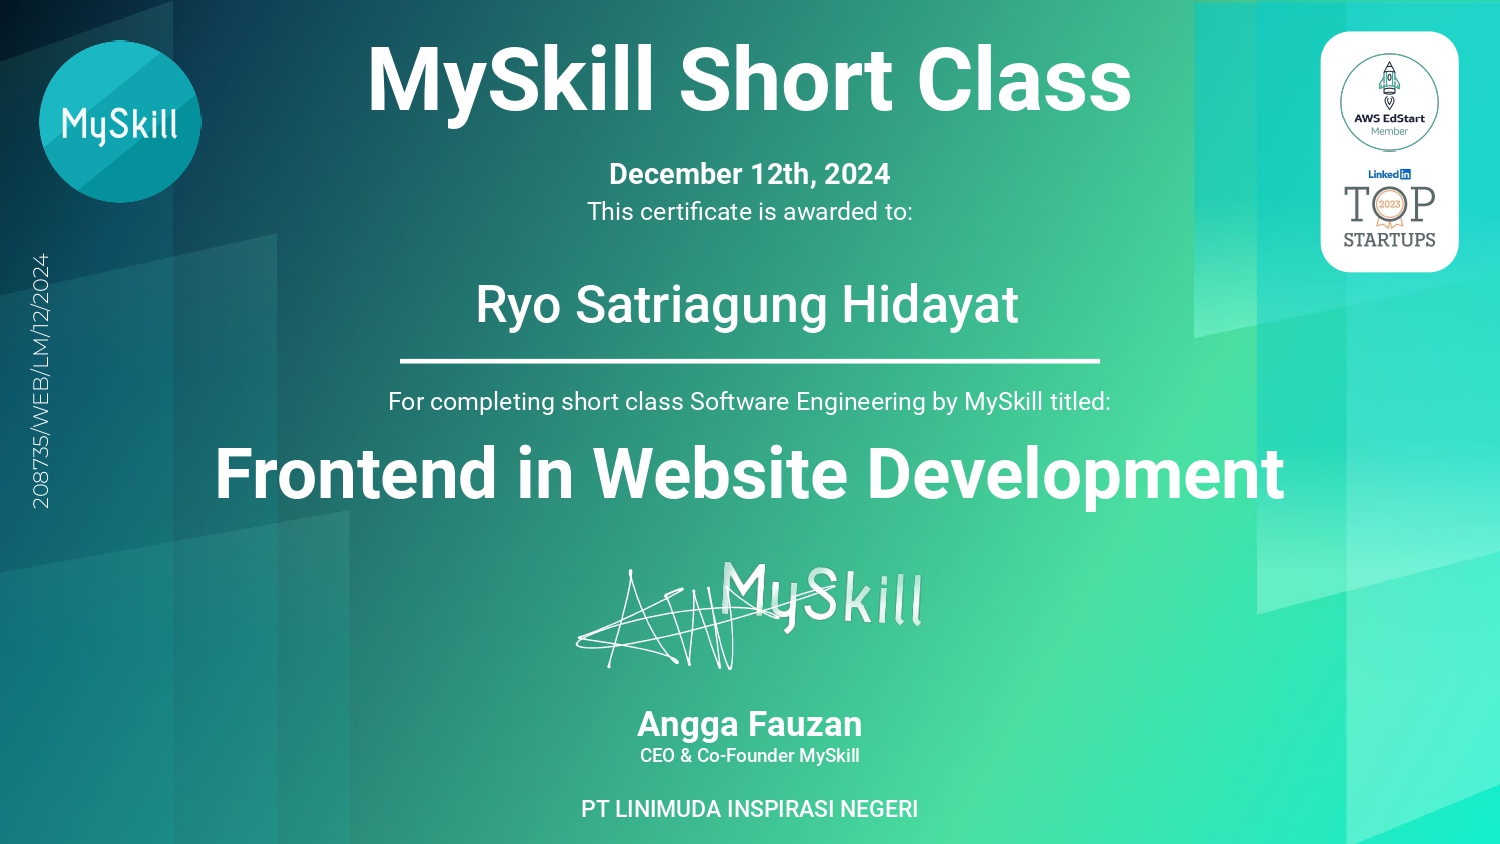 MySkill
MySkill Short Class
AWS EdStart
Member
Linked in
TOP
2023
STARTUPS
December 12th, 2024
This certificate is awarded to:
208735/WEB/LM/12/2024
Ryo Satriagung Hidayat
For completing short class Software Engineering by MySkill titled:
Frontend in Website Development
MySkill
Angga Fauzan
CEO & Co-Founder MySkill
PT LINIMUDA INSPIRASI NEGERI